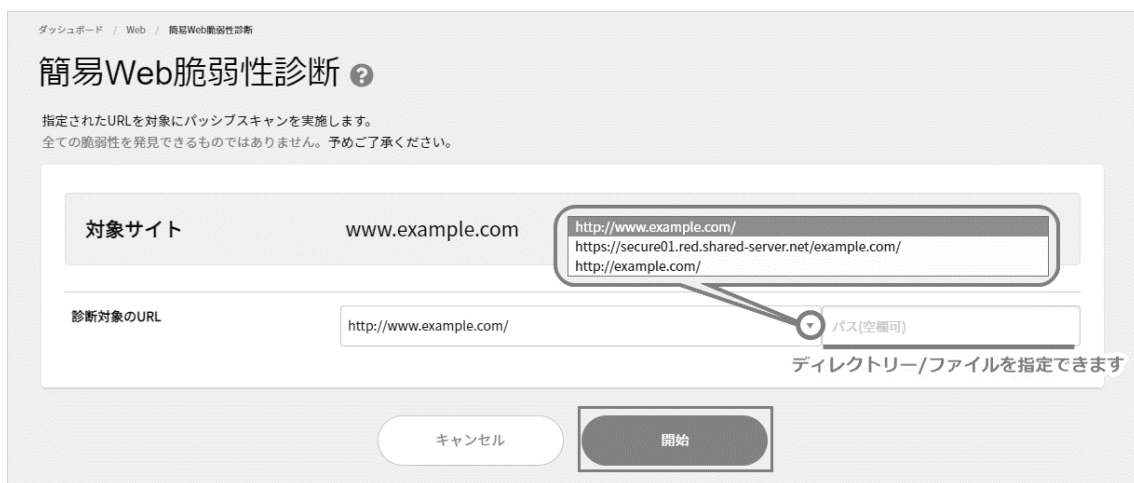 ダッシュボード / Web / 簡易Web脆弱性診断
簡易Web脆弱性診断 ?
指定されたURLを対象にパッシブスキャンを実施します。
全ての脆弱性を発見できるものではありません。予めご了承ください。
対象サイト www.example.com
http://www.example.com/
https://secure01.red.shared-server.net/example.com/
http://example.com/
診断対象のURL http://www.example.com/ パス(空欄可)
ディレクトリー/ファイルを指定できます
キャンセル 開始